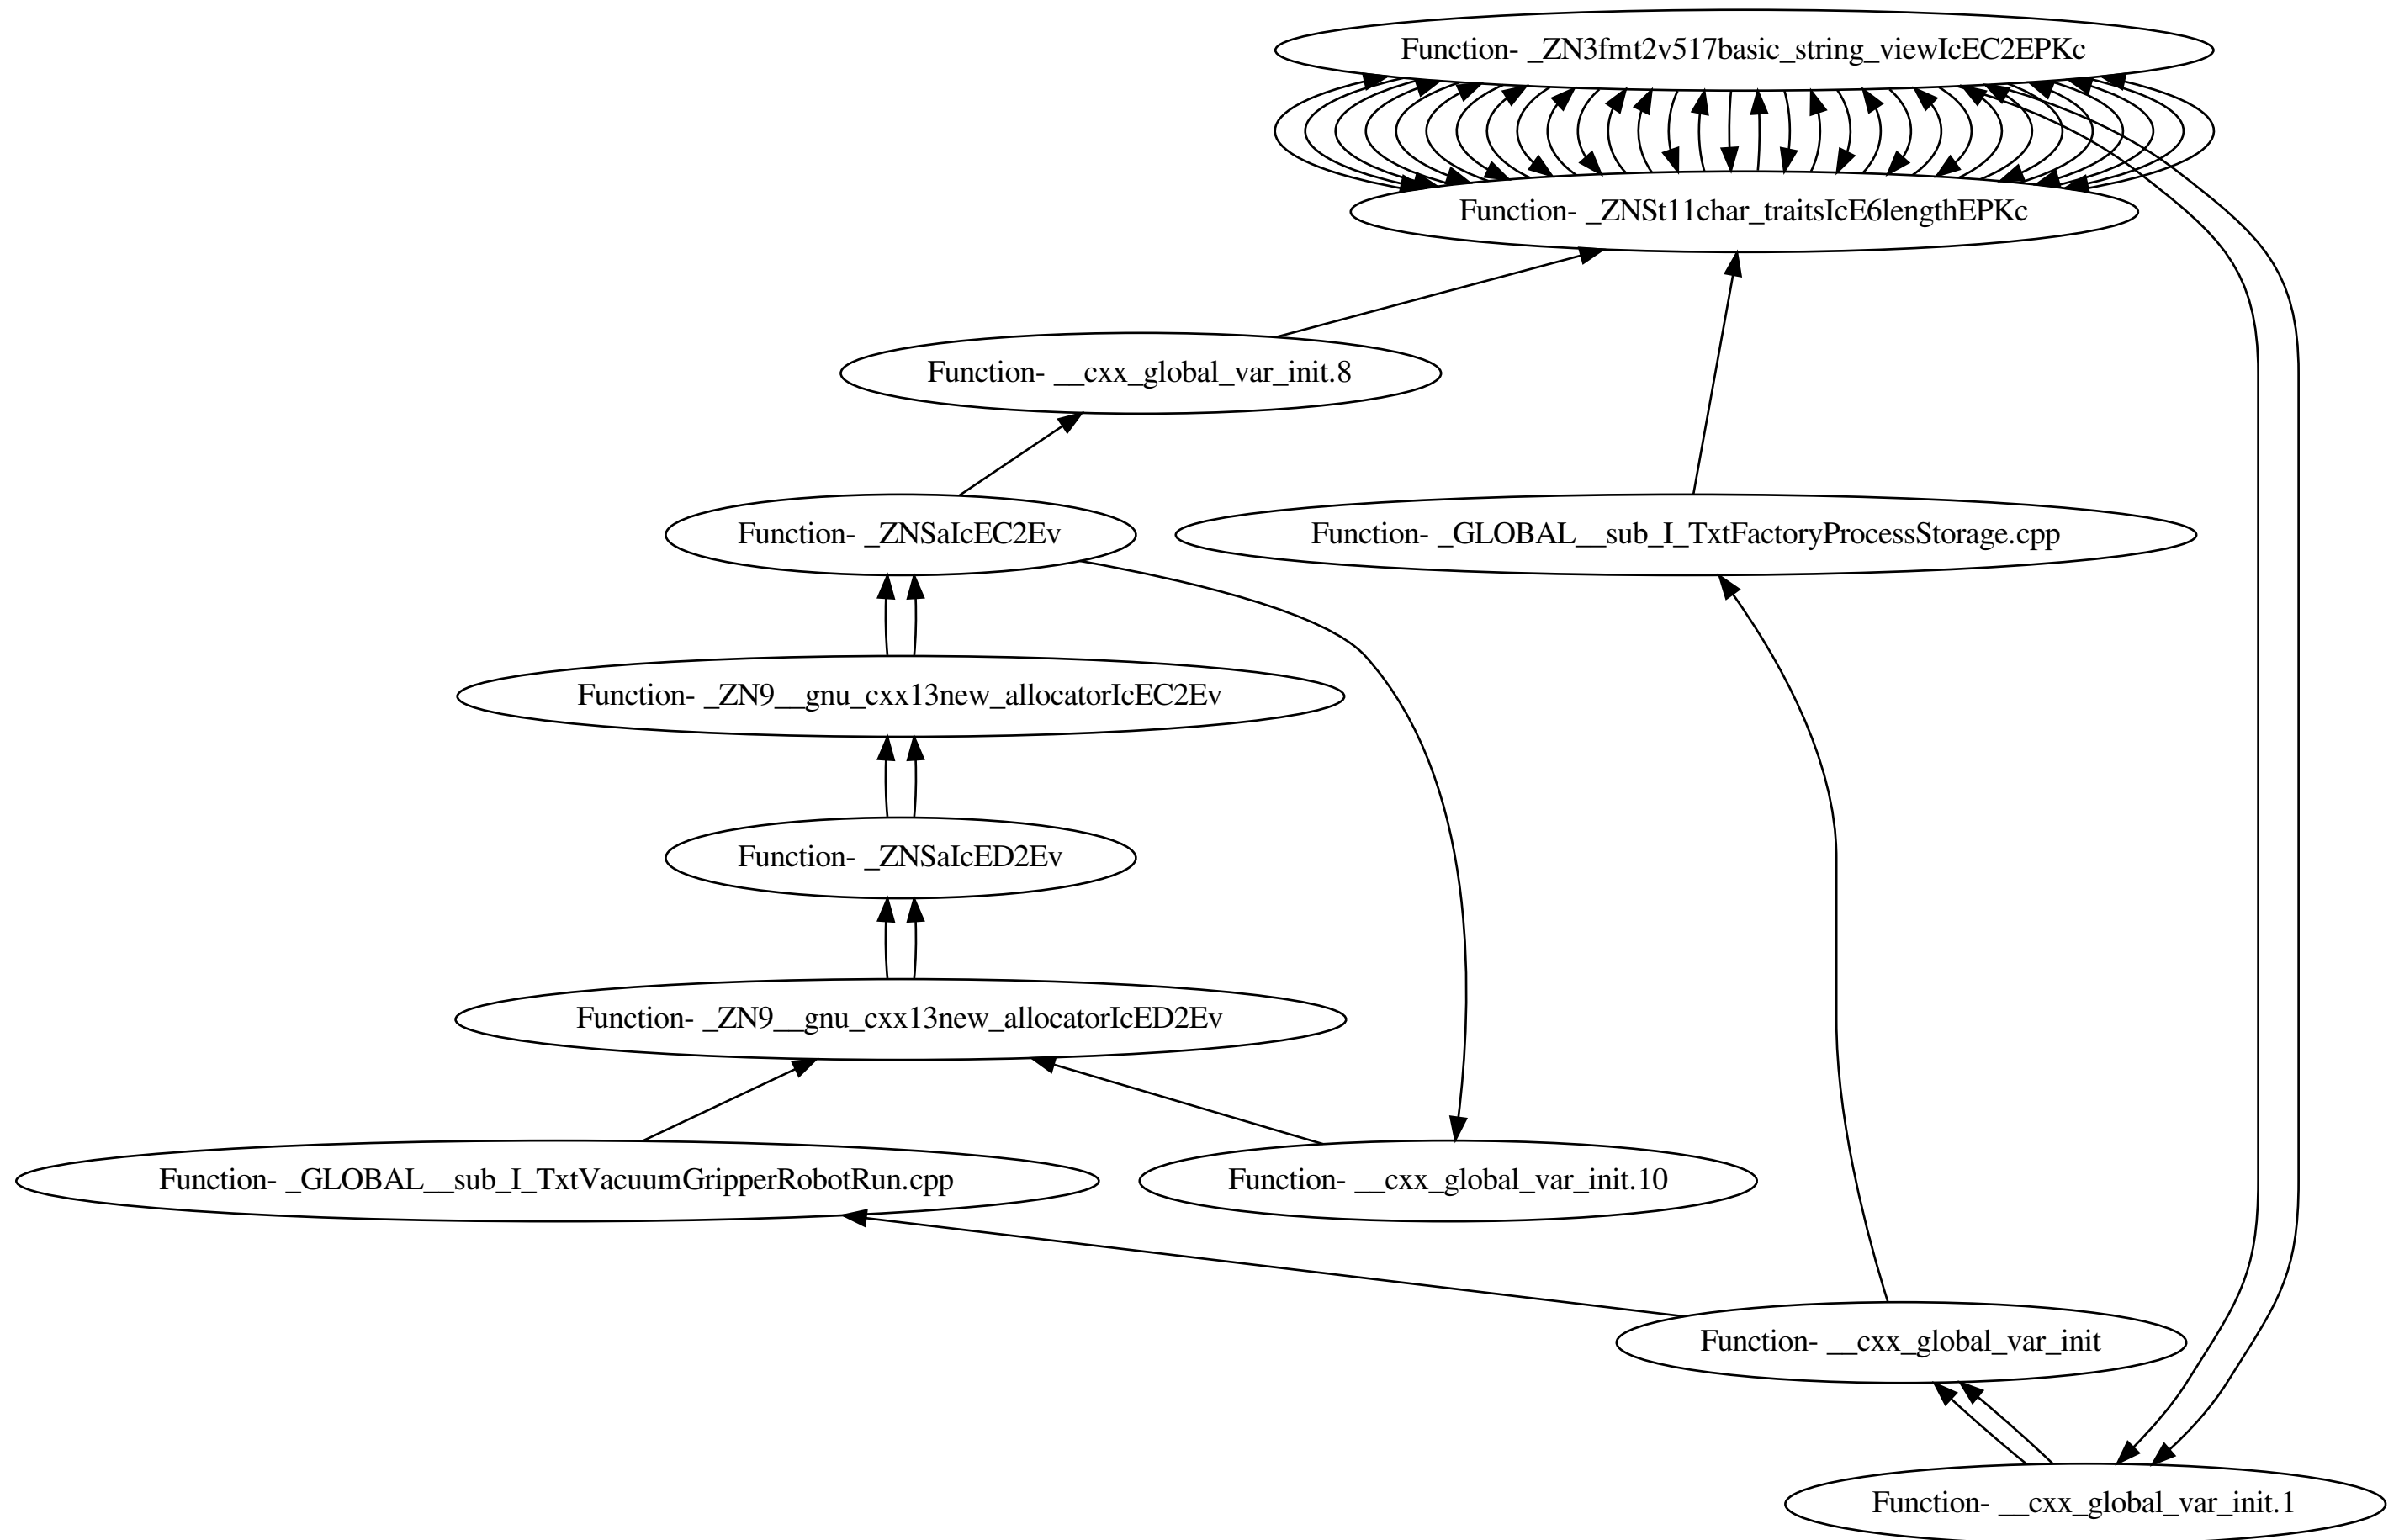 Function- _ZN3fmt2v517basic_string_viewIcEC2EPKc
Function- _ZNSt11char_traitsIcE6lengthEPKc
Function- __cxx_global_var_init.8
Function- _ZNSaIcEC2Ev
Function- _GLOBAL__sub_I_TxtFactoryProcessStorage.cpp
Function- _ZN9__gnu_cxx13new_allocatorIcEC2Ev
Function- _ZNSaIcED2Ev
Function- _ZN9__gnu_cxx13new_allocatorIcED2Ev
Function- _GLOBAL__sub_I_TxtVacuumGripperRobotRun.cpp
Function- __cxx_global_var_init.10
Function- __cxx_global_var_init
Function- __cxx_global_var_init.1